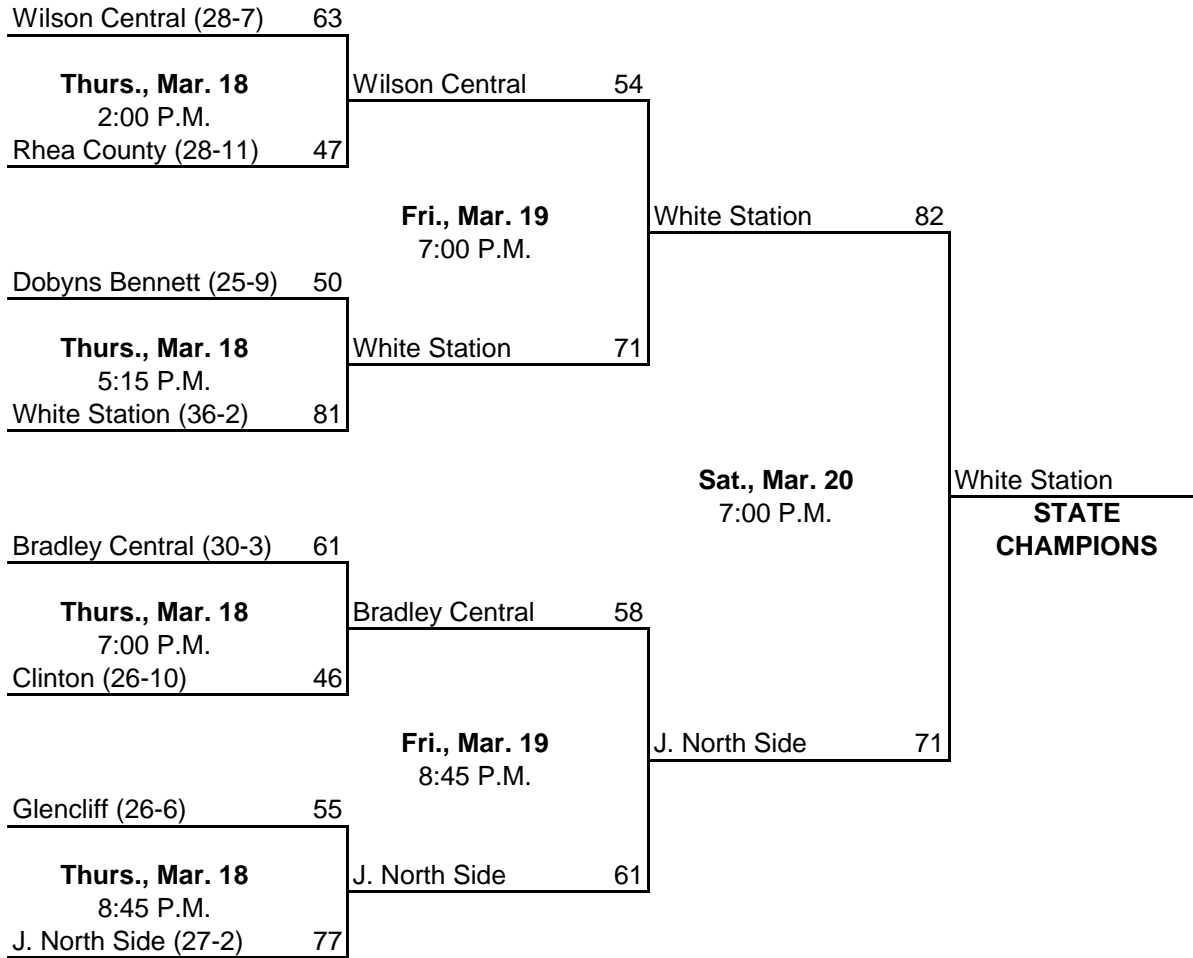 Wilson Central (28-7) 63
Thurs., Mar. 18 Wilson Central 54
2:00 P.M.
Rhea County (28-11) 47
Fri., Mar. 19 White Station 82
7:00 P.M.
Dobyns Bennett (25-9) 50
Thurs., Mar. 18 White Station 71
5:15 P.M.
White Station (36-2) 81
Sat., Mar. 20 White Station
7:00 P.M. STATE
Bradley Central (30-3) 61 CHAMPIONS
Thurs., Mar. 18 Bradley Central 58
7:00 P.M.
Clinton (26-10) 46
Fri., Mar. 19 J. North Side 71
8:45 P.M.
Glencliff (26-6) 55
Thurs., Mar. 18 J. North Side 61
8:45 P.M.
J. North Side (27-2) 77